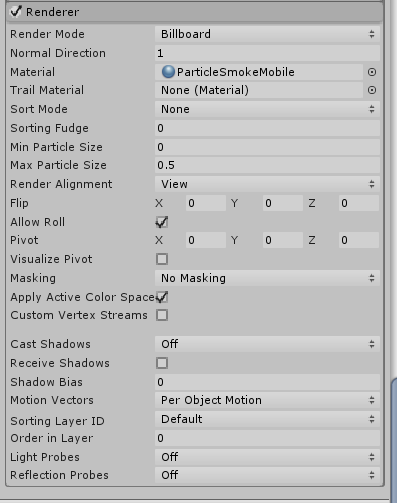 Renderer
Render Mode Billboard
Normal Direction 1
Material ParticleSmokeMobile
Trail Material None (Material)
Sort Mode None
Sorting Fudge 0
Min Particle Size 0
Max Particle Size 0.5
Render Alignment View
Flip X 0 Y 0 Z 0
Allow Roll
Pivot X 0 Y 0 Z 0
Visualize Pivot
Masking No Masking
Apply Active Color Space
Custom Vertex Streams
Cast Shadows Off
Receive Shadows
Shadow Bias 0
Motion Vectors Per Object Motion
Sorting Layer ID Default
Order in Layer 0
Light Probes Off
Reflection Probes Off